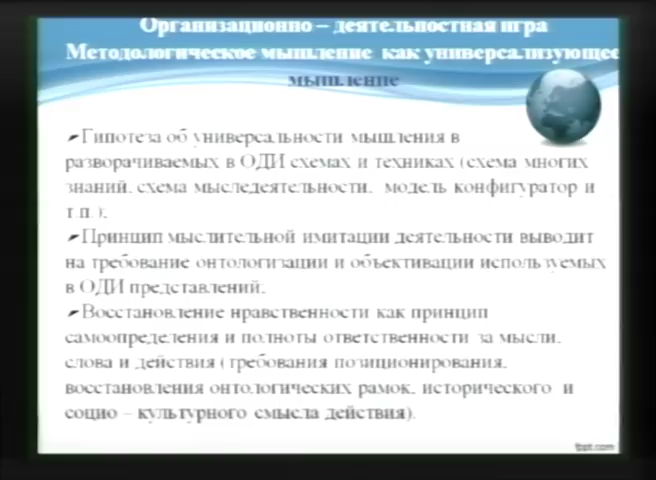 Организационно – деятельностная игра
Методологическое мышление как универсализующее
мышление
Гипотеза об универсальности мышления в
разворачиваемых в ОДИ схемах и техниках (схема многих
знаний, схема мыследеятельности, модель конфигуратор и
т.п.);
Принцип мыслительной имитации деятельности выводит
на требование онтологизации и объективации используемых
в ОДИ представлений;
Восстановление нравственности как принцип
самоопределения и полноты ответственности за мысли,
слова и действия (требования позиционирования,
восстановления онтологических рамок, исторического и
социо – культурного смысла действия).
fppt.com